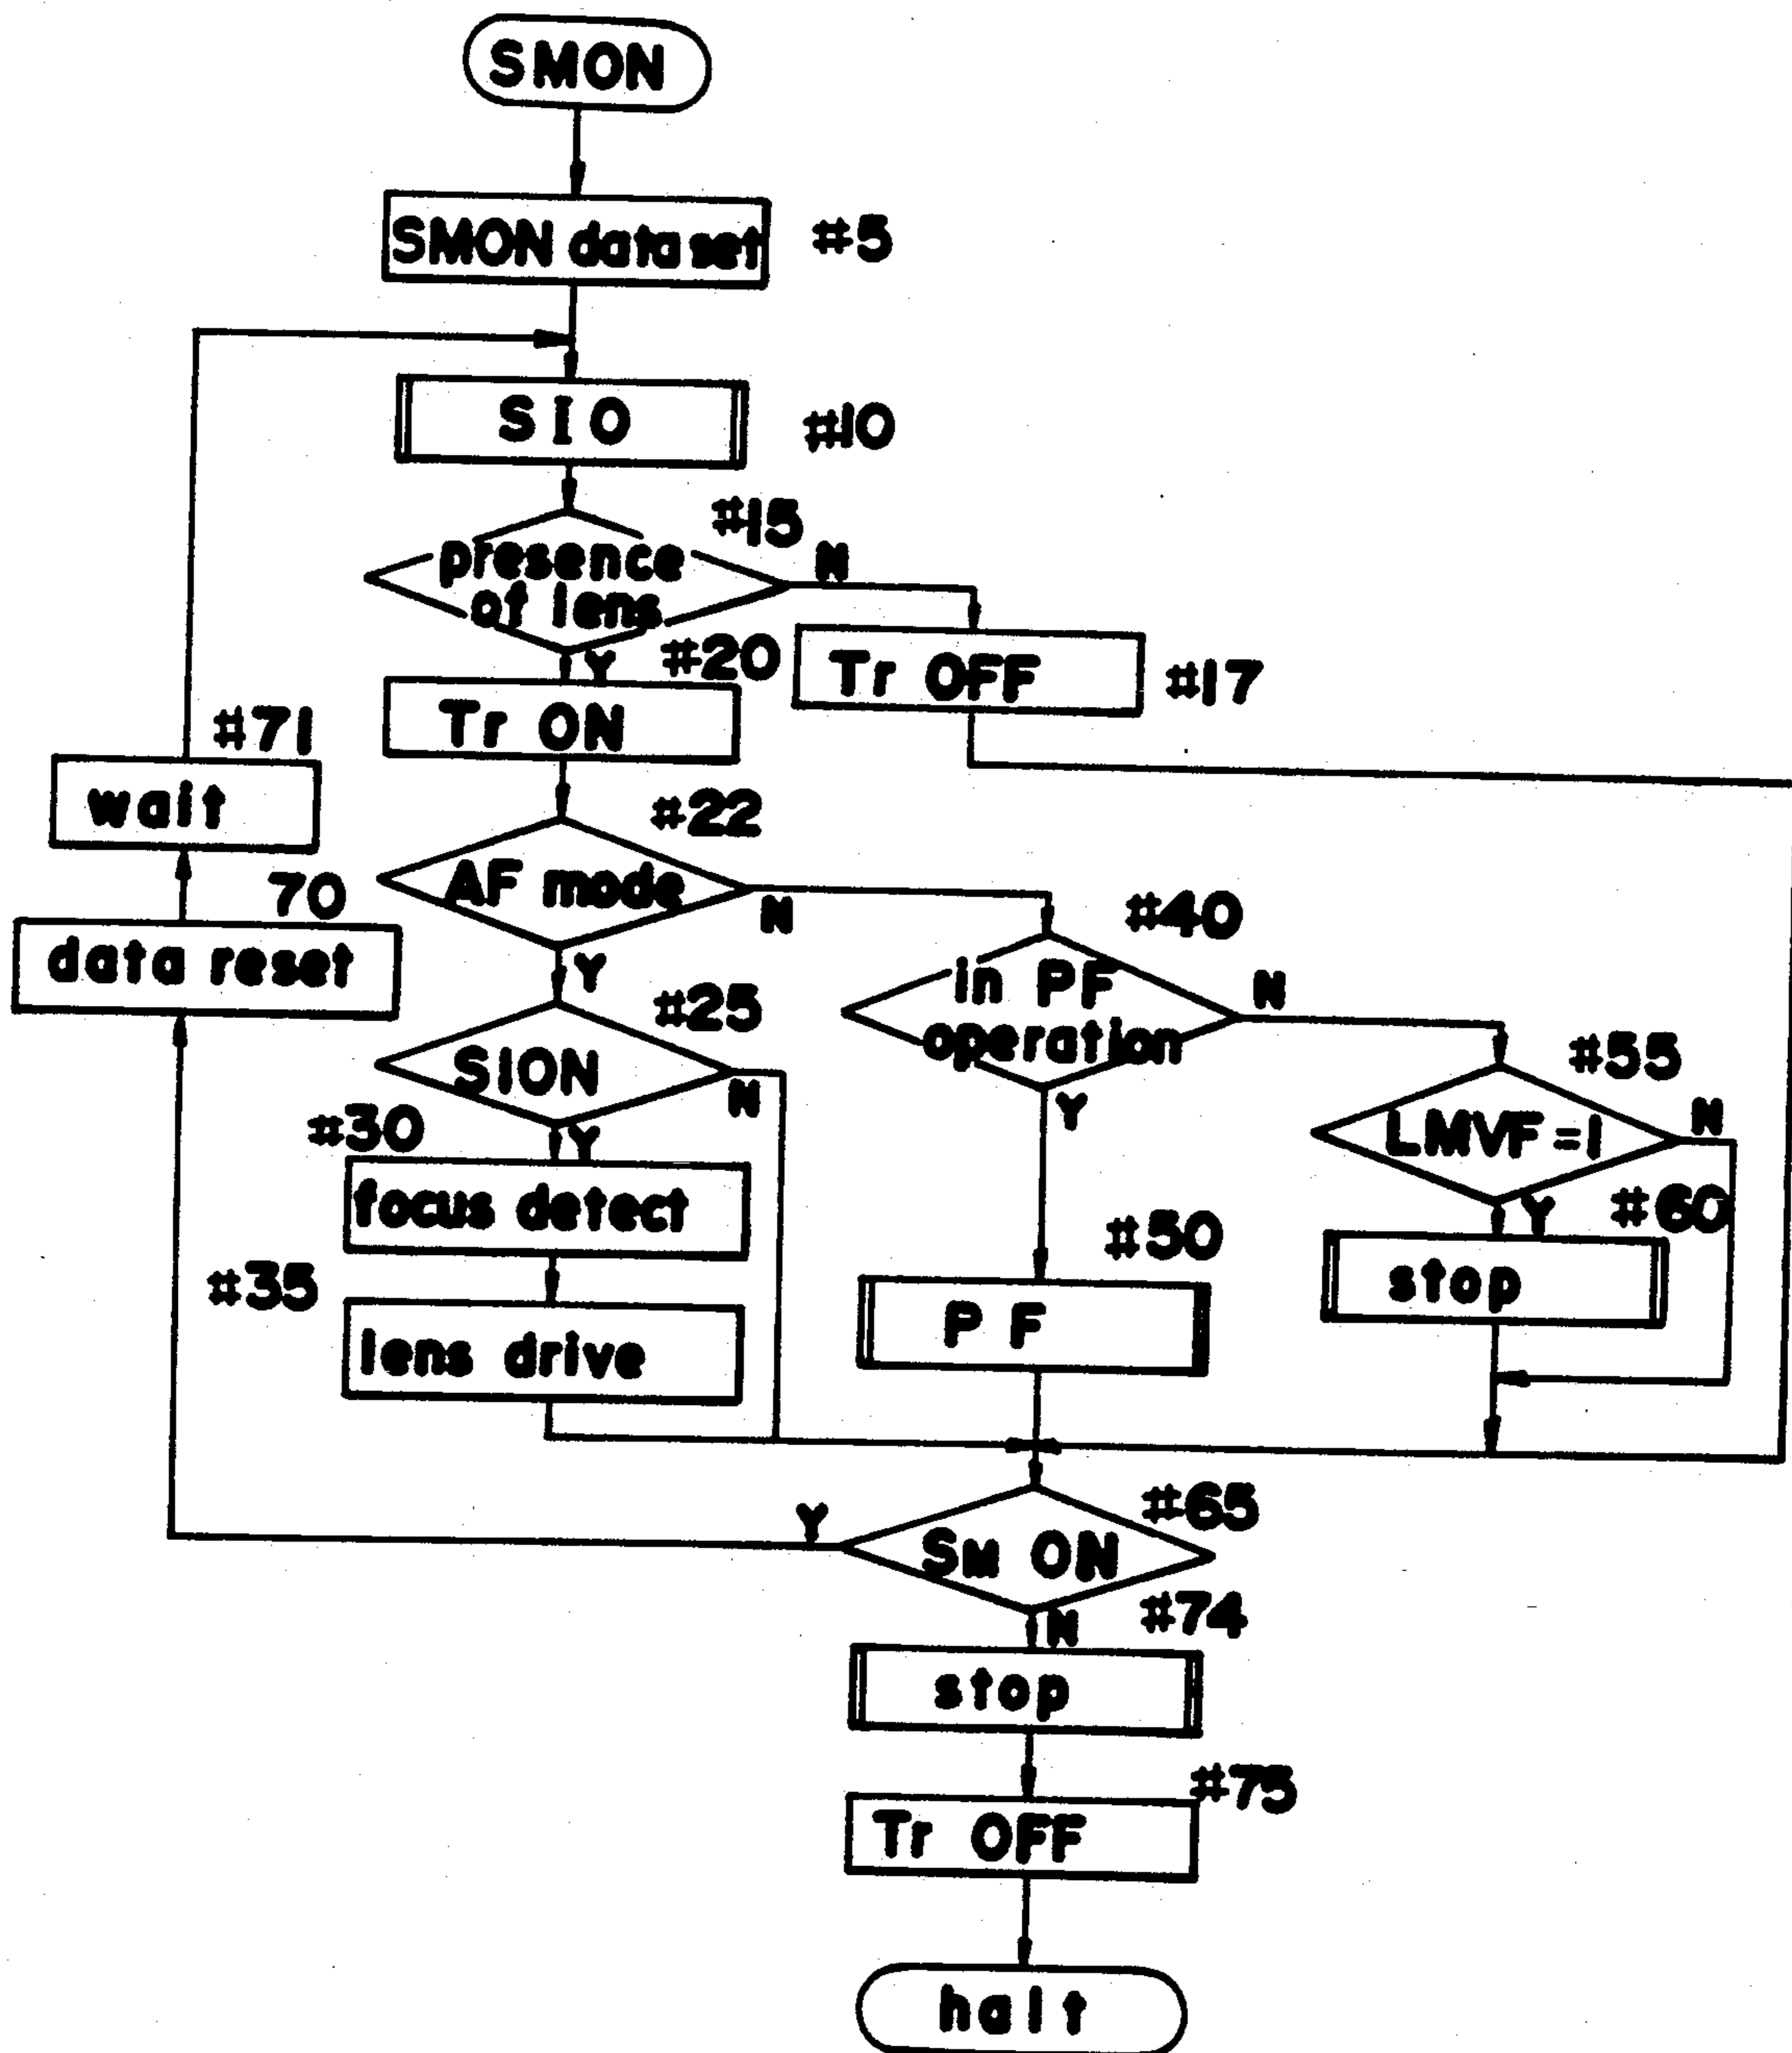 SMON
SMON data set
#5
SIO
#10
#15
presence
of lens
N
Y
#20
Tr OFF
#17
Tr ON
#71
wait
#22
70
AF mode
N
#40
data reset
Y
in PF
operation
N
#25
SION
N
#55
LMVF=1
N
#30
Y
Y
focus detect
#60
Y
#50
stop
#35
PF
lens drive
#65
Y
SM ON
#74
N
stop
#75
Tr OFF
halt